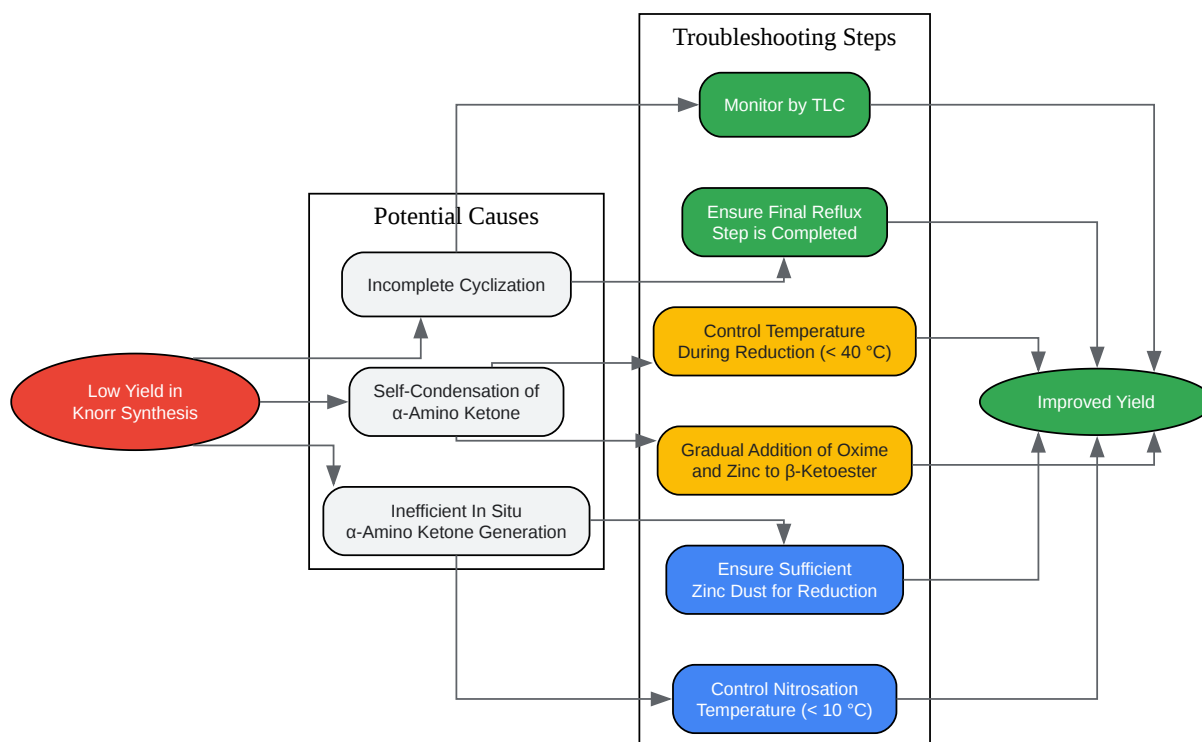 Troubleshooting Steps
Monitor by TLC
Potential Causes
Ensure Final Reflux
Step is Completed
Incomplete Cyclization
Control Temperature
During Reduction (< 40 °C)
Low Yield in
Knorr Synthesis
Self-Condensation of
α-Amino Ketone
Improved Yield
Gradual Addition of Oxime
and Zinc to β-Ketoester
Inefficient In Situ
α-Amino Ketone Generation
Ensure Sufficient
Zinc Dust for Reduction
Control Nitrosation
Temperature (< 10 °C)